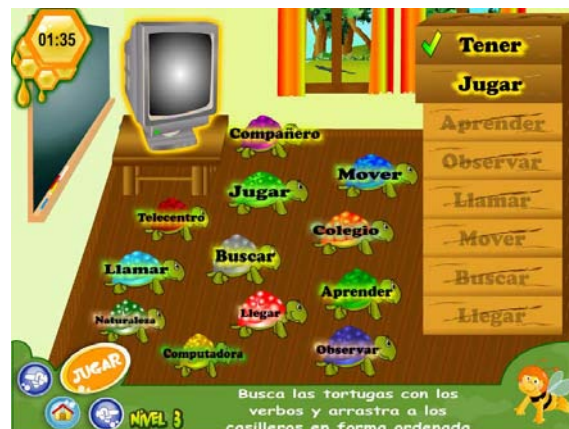 01:35
Tener
Jugar
Aprender
Observar
Llamar
Mover
Buscar
Llegar
Compañero
Mover
Jugar
Telecentro
Colegio
Buscar
Llamar
Aprender
Llegar
Naturaleza
Computadora
Observar
JUGAR
NIVEL 3
Busca las tortugas con los
verbos y arrastra a los
casilleros en forma ordenada